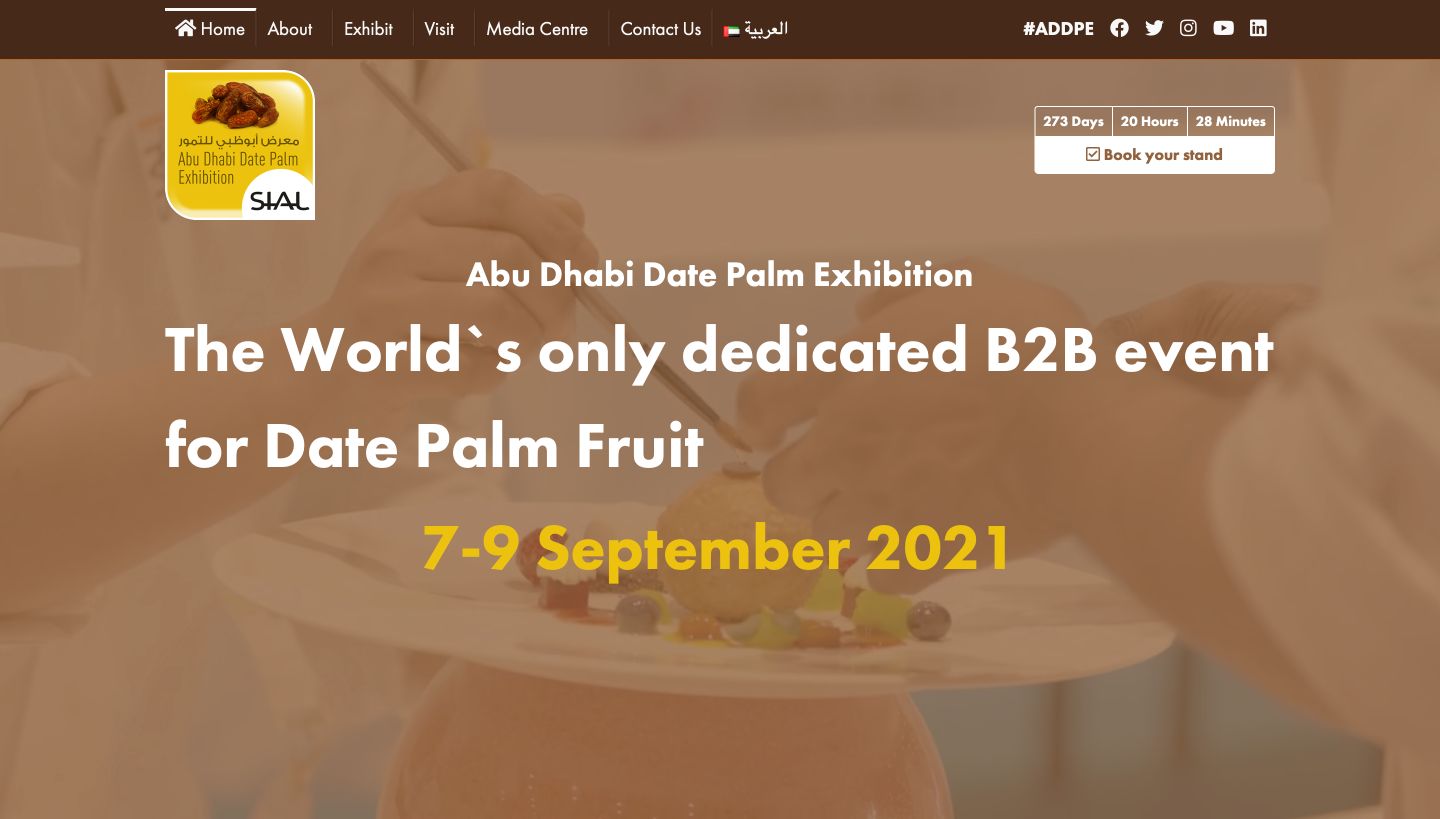 Home
About
Exhibit
Visit
Media Centre
Contact Us
العربية
#ADDPE
معرض أبوظبي للتمور
Abu Dhabi Date Palm
Exhibition
SIAL
273 Days
20 Hours
28 Minutes
Book your stand
Abu Dhabi Date Palm Exhibition
The World`s only dedicated B2B event
for Date Palm Fruit
7-9 September 2021